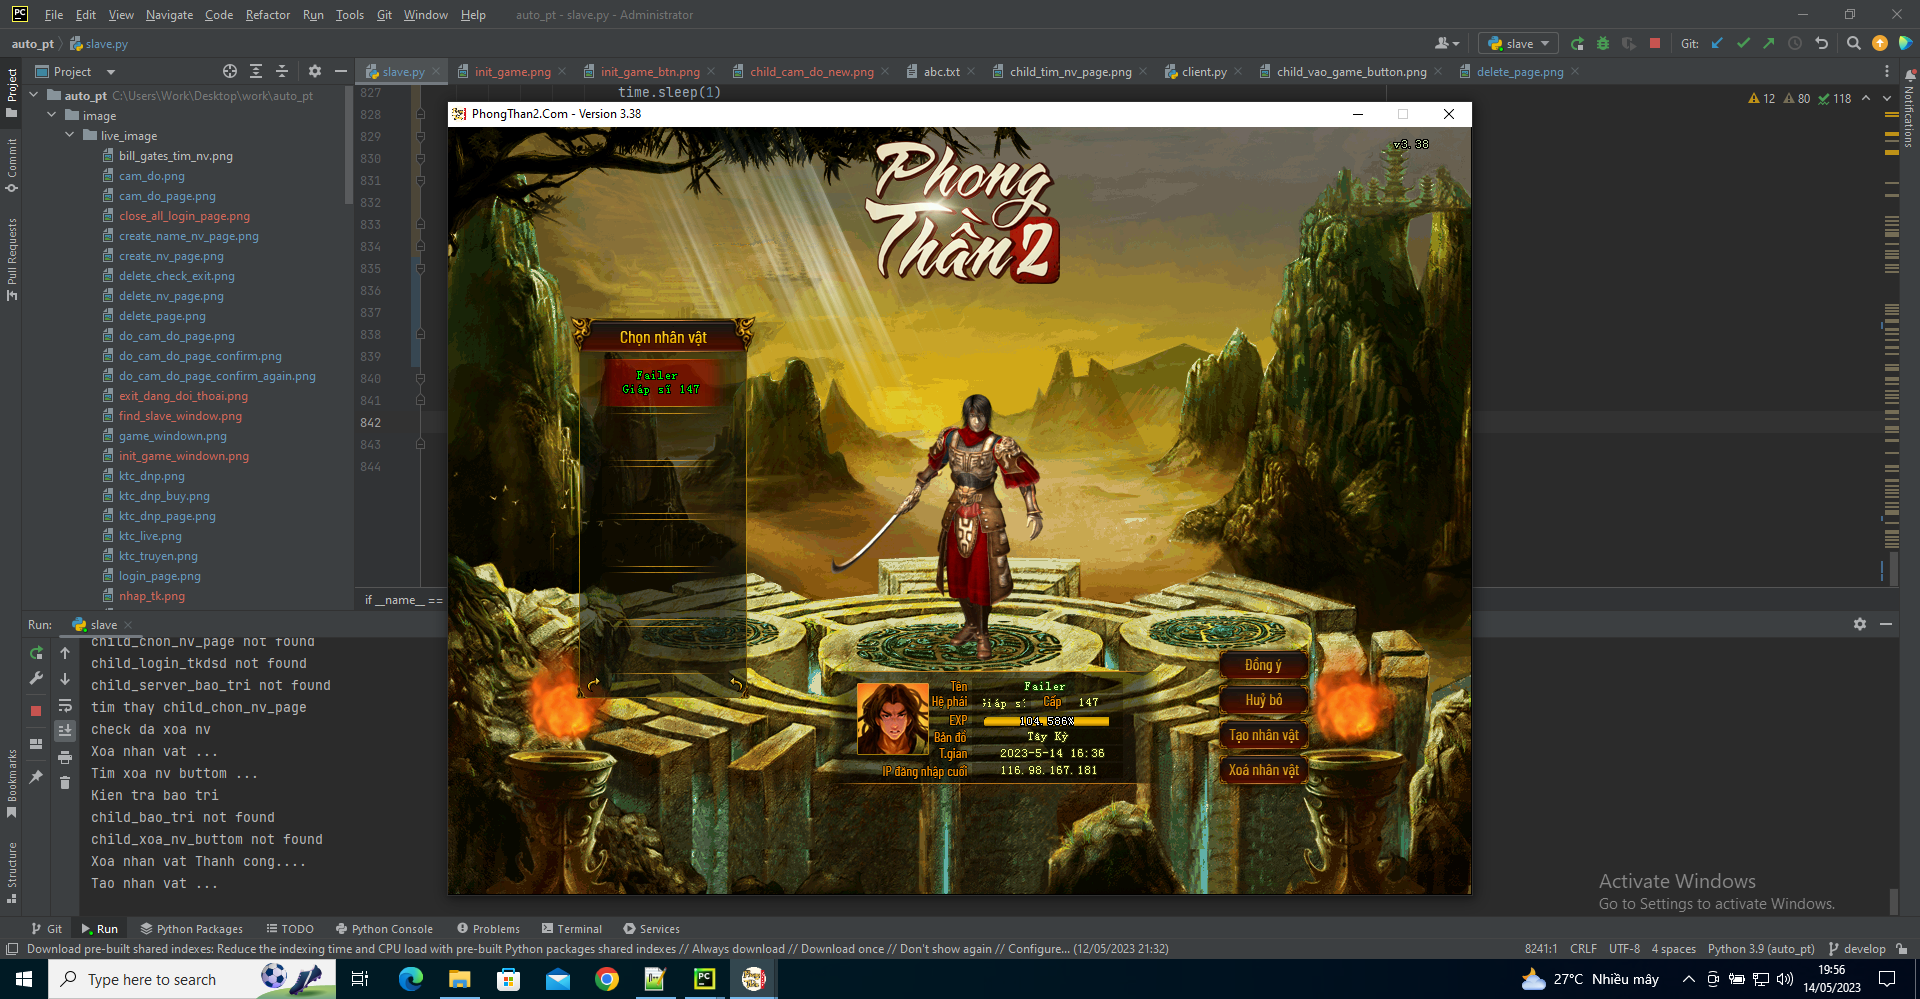 File Edit View Navigate Code Refactor Run Tools Git Window Help auto_pt - slave.py - Administrator
auto_pt slave.py
slave Git:
Project
slave.py init_game.png init_game_btn.png child_cam_do_new.png abc.txt child_tim_nv_page.png client.py child_vao_game_button.png delete_page.png
Project
Commit
Pull Requests
Bookmarks
Structure
Notifications
auto_pt C:\Users\Work\Desktop\work\auto_pt
image
live_image
bill_gates_tim_nv.png
cam_do.png
cam_do_page.png
close_all_login_page.png
create_name_nv_page.png
create_nv_page.png
delete_check_exit.png
delete_nv_page.png
delete_page.png
do_cam_do_page.png
do_cam_do_page_confirm.png
do_cam_do_page_confirm_again.png
exit_dang_doi_thoai.png
find_slave_window.png
game_windown.png
init_game_windown.png
ktc_dnp.png
ktc_dnp_buy.png
ktc_dnp_page.png
ktc_live.png
ktc_truyen.png
login_page.png
nhap_tk.png
827 time.sleep(1)
828
829
830
831
832
833
834
835
836
837
838
839
840
841
842
843
844
12 80 118
if __name__ ==
PhongThan2.Com - Version 3.38
v3.38
Phong
Thần 2
Chọn nhân vật
Failer
Giáp sĩ 147
Tên Failer
Hệ phái Giáp sĩ Cấp 147
EXP 104.586%
Bản đồ Tây Kỳ
T.gian 2023-5-14 16:36
IP đăng nhập cuối 116.98.167.181
Đồng ý
Huỷ bỏ
Tạo nhân vật
Xoá nhân vật
Run: slave
child_chon_nv_page not found
child_login_tkdsd not found
child_server_bao_tri not found
tim thay child_chon_nv_page
check da xoa nv
Xoa nhan vat ...
Tim xoa nv buttom ...
Kien tra bao tri
child_bao_tri not found
child_xoa_nv_buttom not found
Xoa nhan vat Thanh cong....
Tao nhan vat ...
Activate Windows
Go to Settings to activate Windows.
Git Run Python Packages TODO Python Console Problems Terminal Services
Download pre-built shared indexes: Reduce the indexing time and CPU load with pre-built Python packages shared indexes // Always download // Download once // Don't show again // Configure... (12/05/2023 21:32)
8241:1 CRLF UTF-8 4 spaces Python 3.9 (auto_pt) develop
Type here to search
27°C Nhiều mây
19:56
14/05/2023